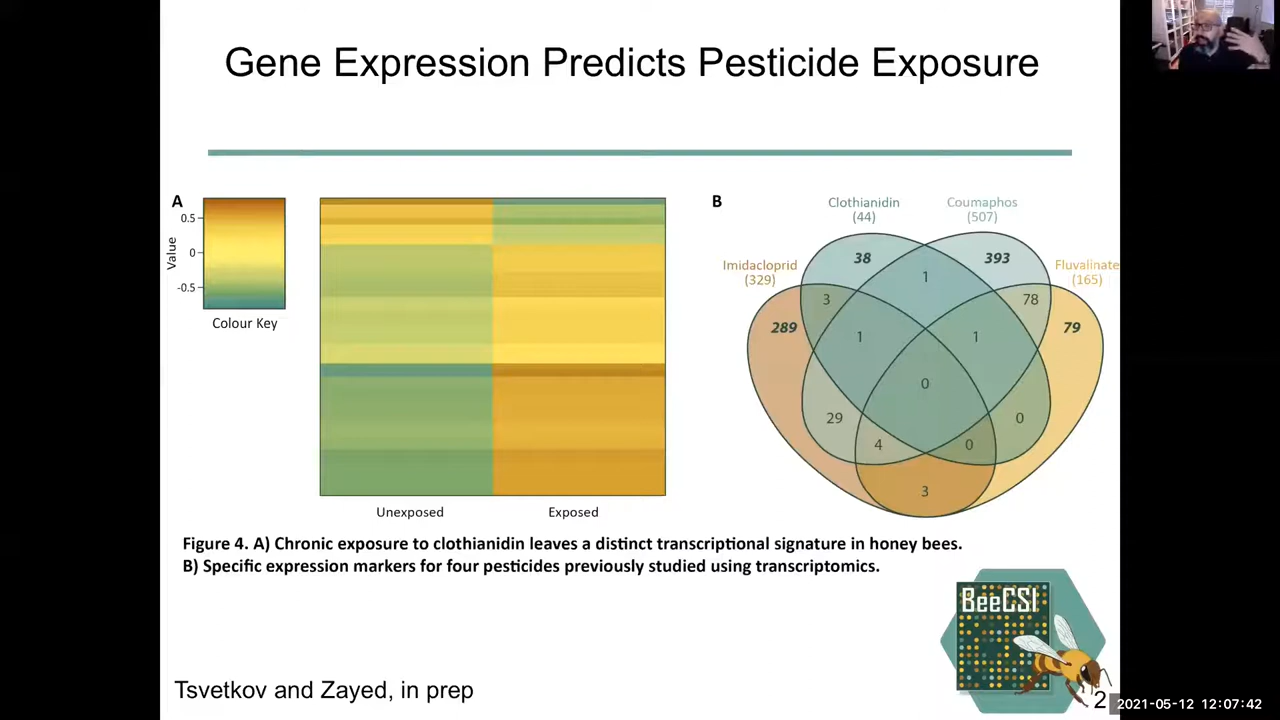 Gene Expression Predicts Pesticide Exposure
A
0.5
0
-0.5
Value
Colour Key
Unexposed
Exposed
B
Clothianidin
(44)
Coumaphos
(507)
Imidacloprid
(329)
Fluvalinate
(165)
38
1
393
3
78
289
1
1
79
0
29
0
4
0
3
Figure 4. A) Chronic exposure to clothianidin leaves a distinct transcriptional signature in honey bees.
B) Specific expression markers for four pesticides previously studied using transcriptomics.
BeeCSI
Tsvetkov and Zayed, in prep
2
2021-05-12 12:07:42